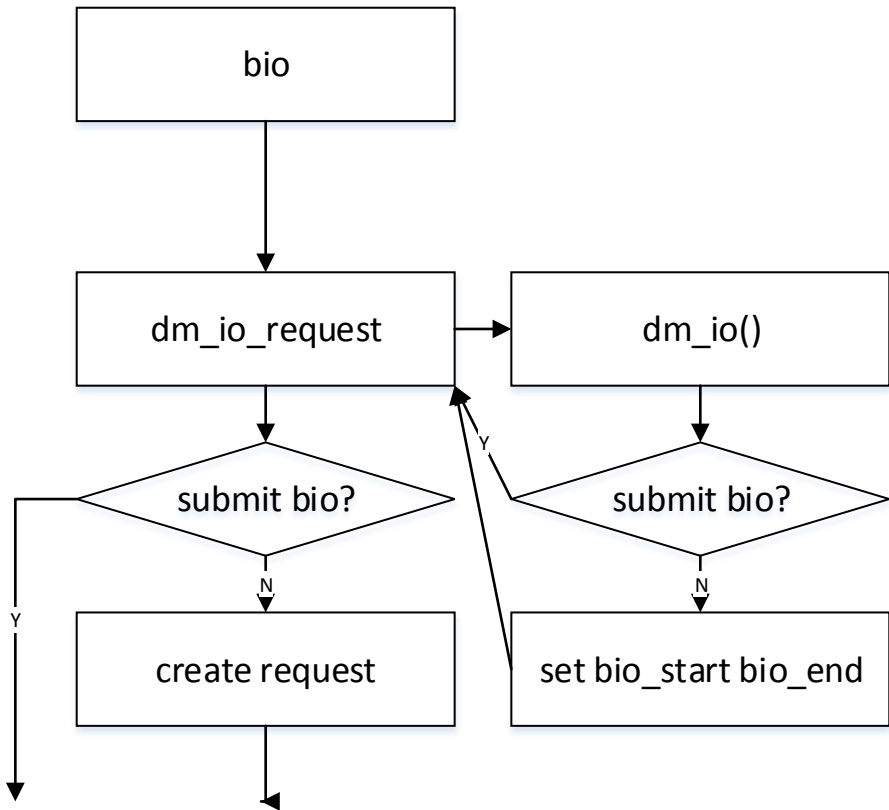 bio
dm_io_request
dm_io()
Y
submit bio?
submit bio?
N
N
Y
create request
set bio_start bio_end